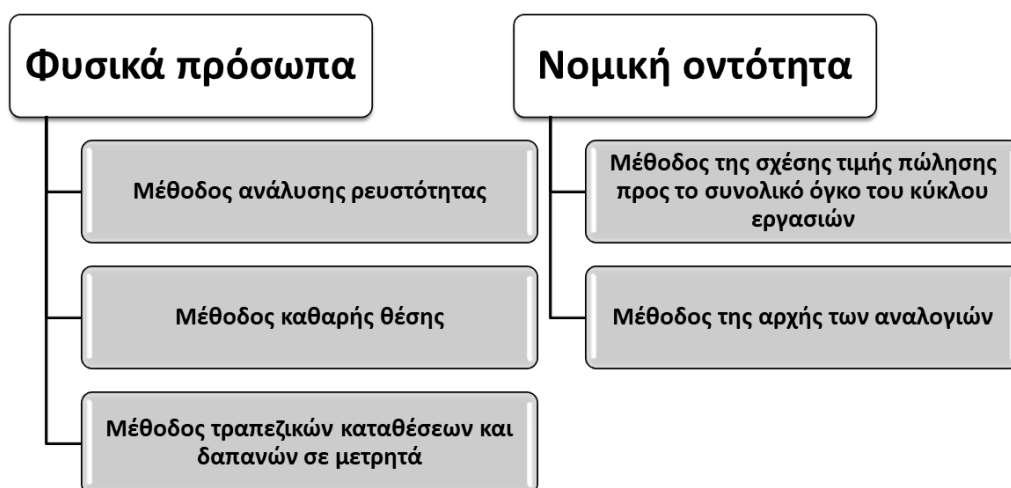 Φυσικά πρόσωπα
Μέθοδος ανάλυσης ρευστότητας
Μέθοδος καθαρής θέσης
Μέθοδος τραπεζικών καταθέσεων και
δαπανών σε μετρητά
Νομική οντότητα
Μέθοδος της σχέσης τιμής πώλησης
προς το συνολικό όγκο του κύκλου
εργασιών
Μέθοδος της αρχής των αναλογιών